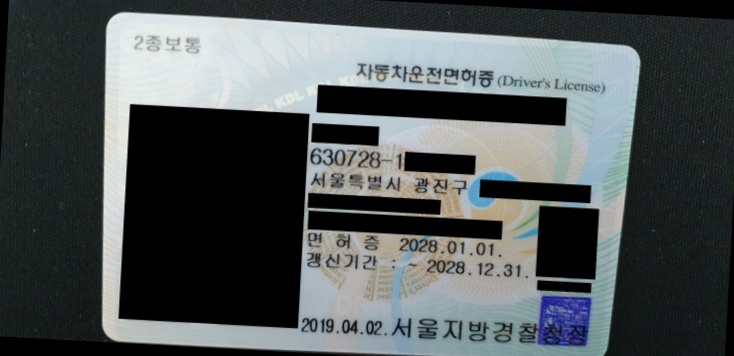 2종보통
자동차운전면허증 (Driver's License)
630728-1
서울특별시 광진구
면 허 증 2028.01.01.
갱신기간 : ~ 2028.12.31.
2019.04.02. 서울지방경찰청장